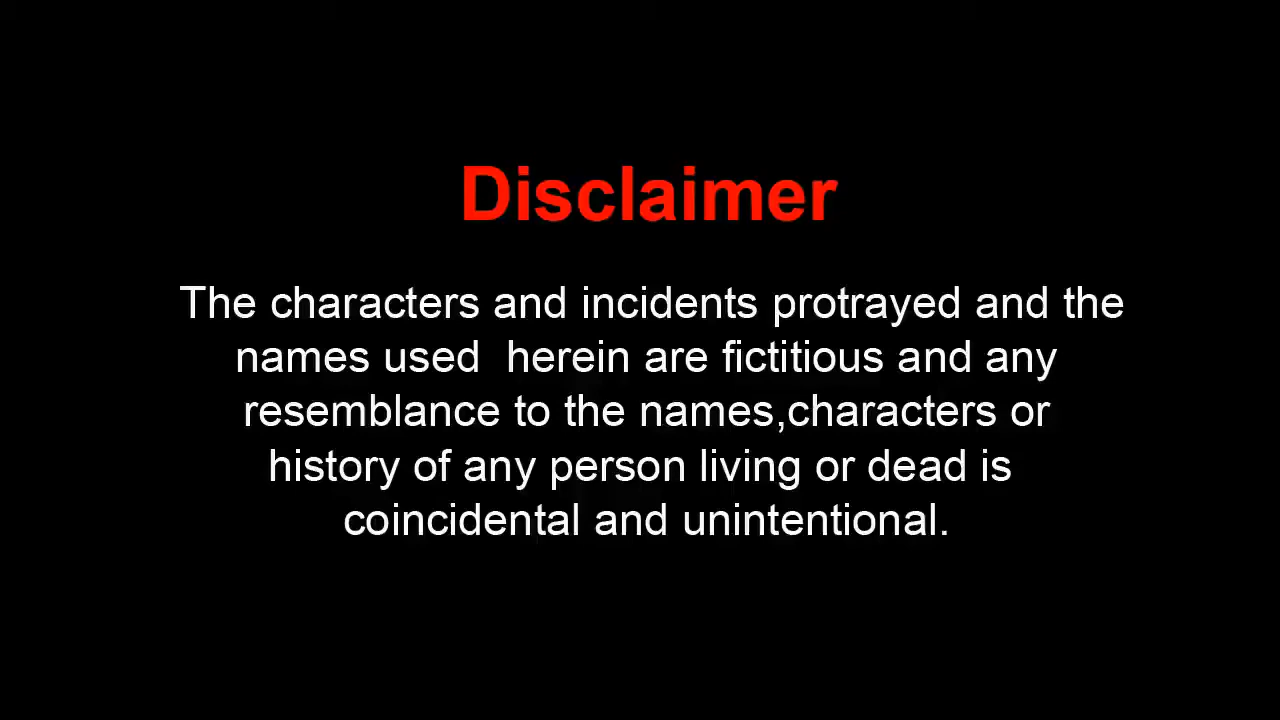 Disclaimer
The characters and incidents protrayed and the
names used  herein are fictitious and any
resemblance to the names,characters or
history of any person living or dead is
coincidental and unintentional.